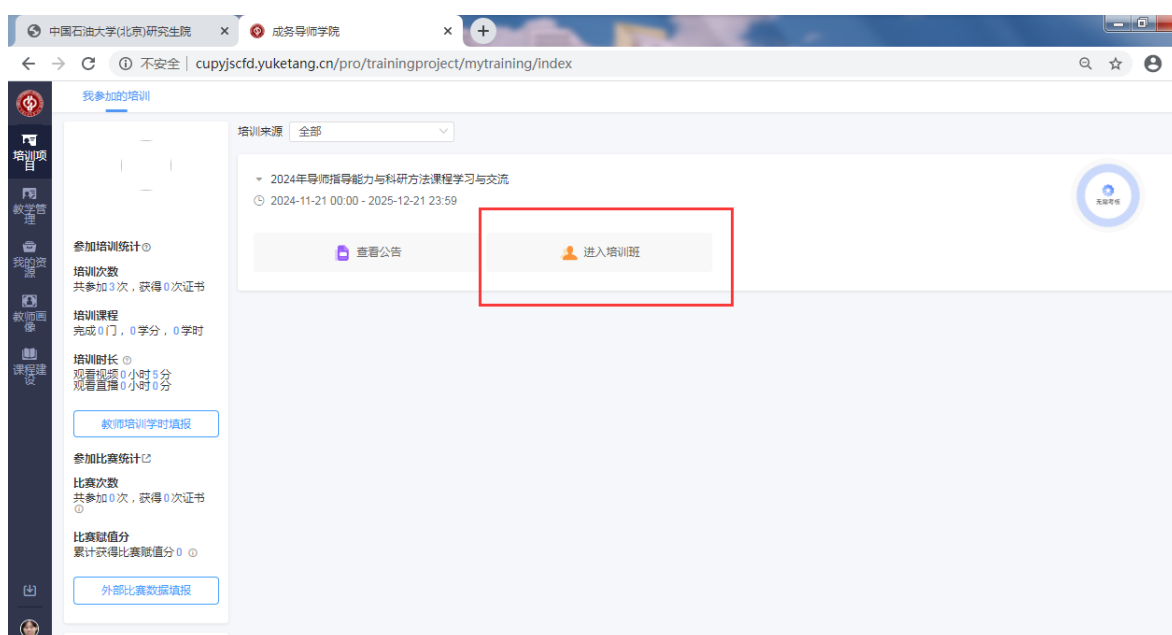 中国石油大学(北京)研究生院
成务导师学院
不安全 | cupyjscfd.yuketang.cn/pro/trainingproject/mytraining/index
我参加的培训
培训项
目
教学管
理
我的资
源
教师画
像
课程建
设
参加培训统计
培训次数
共参加3次，获得0次证书
培训课程
完成0门，0学分，0学时
培训时长
观看视频0小时5分
观看直播0小时0分
教师培训学时填报
参加比赛统计
比赛次数
共参加0次，获得0次证书
比赛赋值分
累计获得比赛赋值分0
外部比赛数据填报
培训来源 全部
2024年导师指导能力与科研方法课程学习与交流
2024-11-21 00:00 - 2025-12-21 23:59
无需考核
查看公告
进入培训班